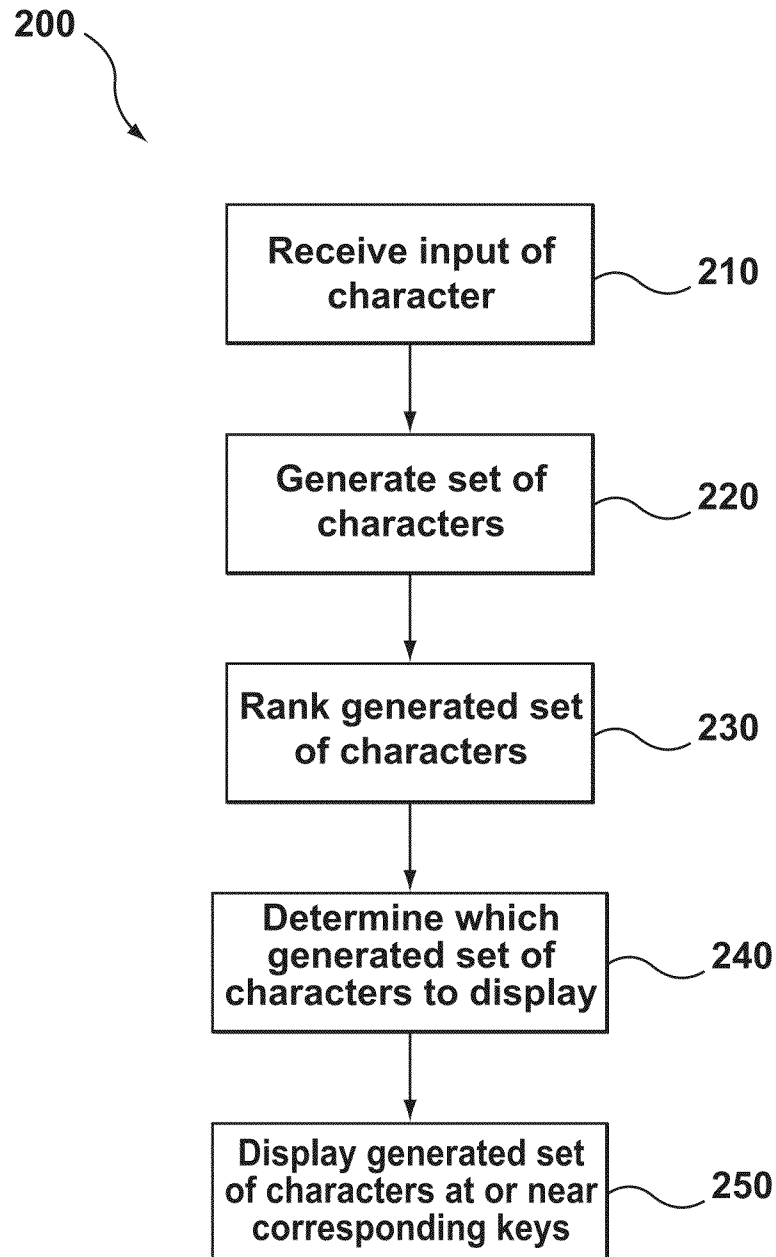 200
Receive input of
character
210
Generate set of
characters
220
Rank generated set
of characters
230
Determine which
generated set of
characters to display
240
Display generated set
of characters at or near
corresponding keys
250